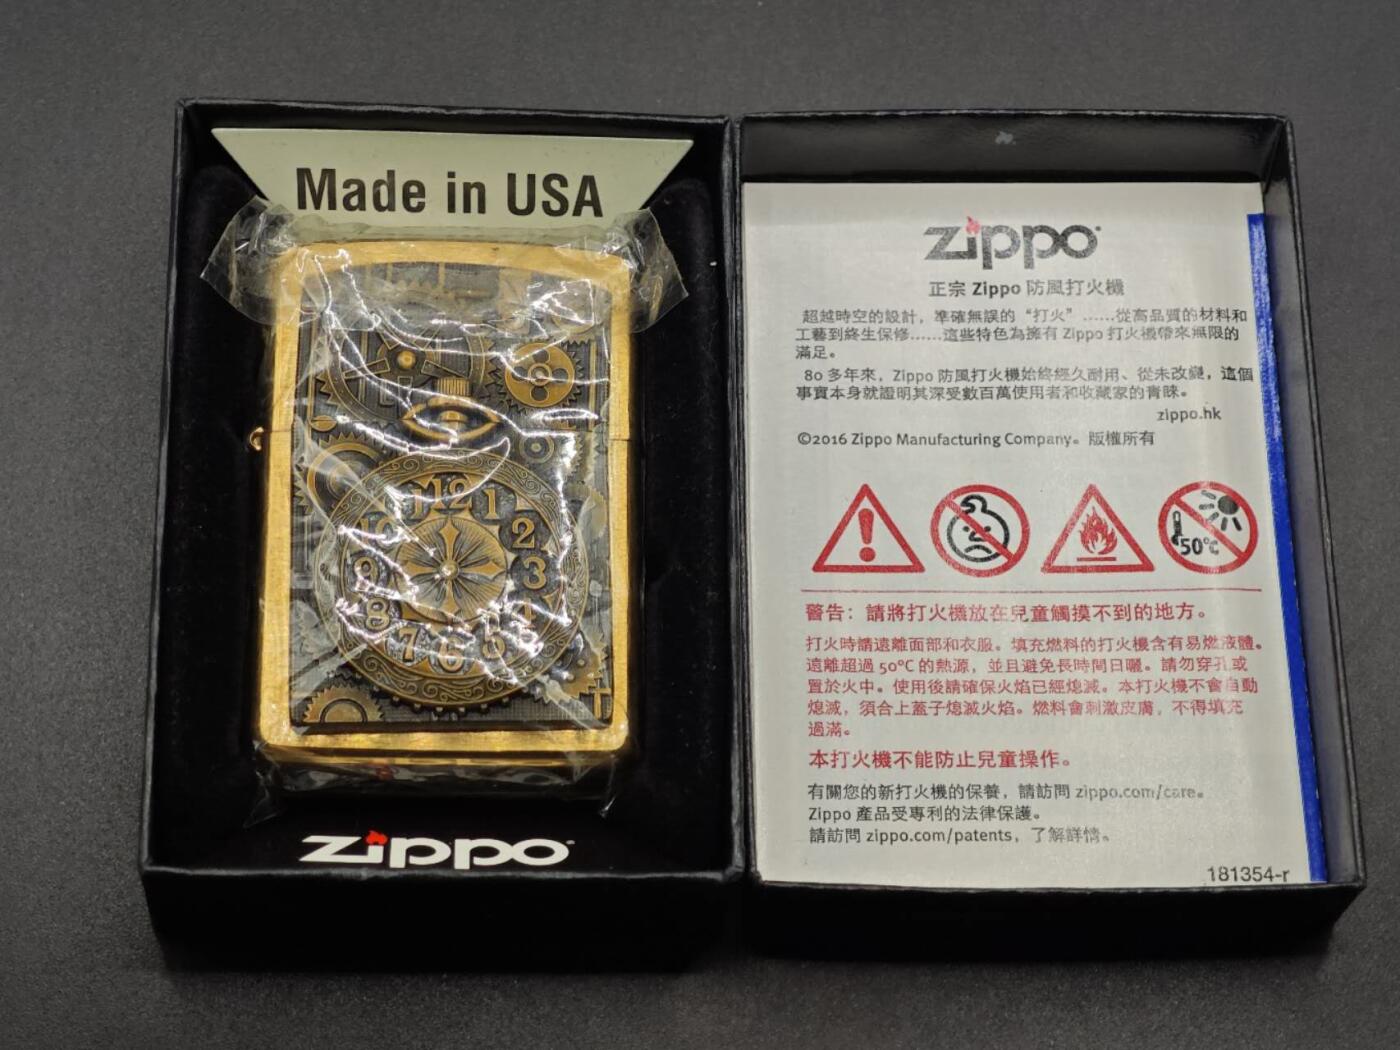 Made in USA
12
1
2
3
4
5
6
7
8
9
10
11
Zippo
Zippo
正宗 Zippo 防風打火機
超越時空的設計，準確無誤的“打火”……從高品質的材料和
工藝到終生保修……這些特色為擁有 Zippo 打火機帶來無限的
滿足。
80 多年來，Zippo 防風打火機始終經久耐用、從未改變，這個
事實本身就證明其深受數百萬使用者和收藏家的青睞。
zippo.hk
©2016 Zippo Manufacturing Company。版權所有
50°C
警告：請將打火機放在兒童觸摸不到的地方。
打火時請遠離面部和衣服。填充燃料的打火機含有易燃液體。
遠離超過 50°C 的熱源，並且避免長時間日曬。請勿穿孔或
置於火中。使用後請確保火焰已經熄滅。本打火機不會自動
熄滅，須合上蓋子熄滅火焰。燃料會刺激皮膚，不得填充
過滿。
本打火機不能防止兒童操作。
有關您的新打火機的保養，請訪問 zippo.com/care。
Zippo 產品受專利的法律保護。
請訪問 zippo.com/patents，了解詳情。
181354-r